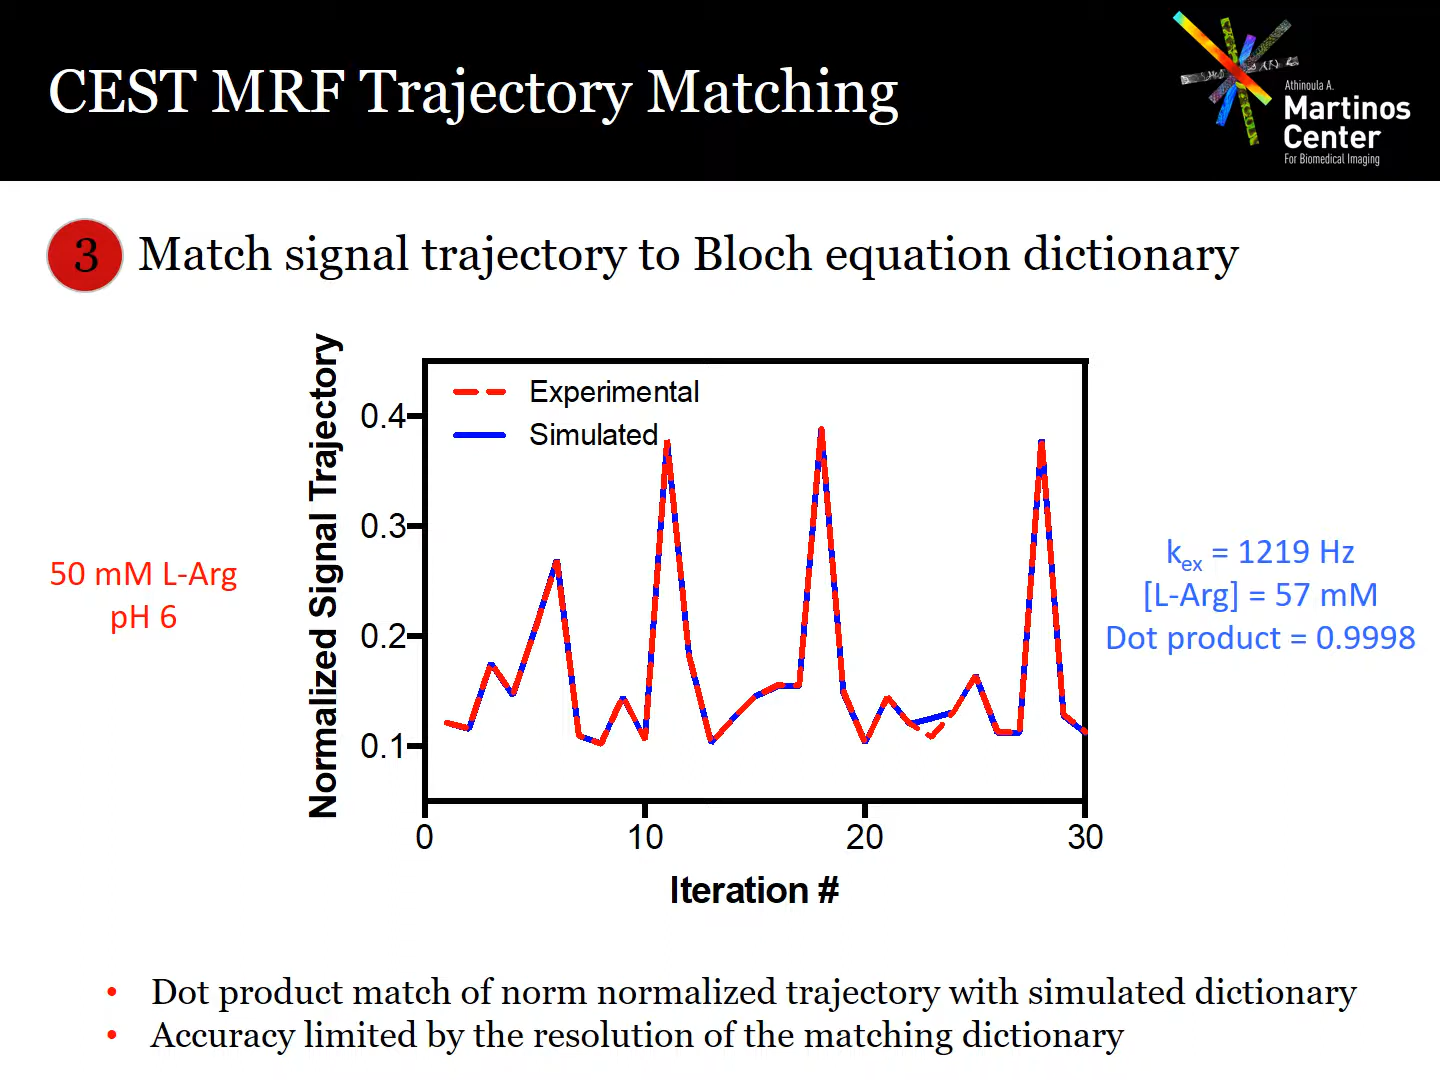 CEST MRF Trajectory Matching
Athinoula A.
Martinos
Center
For Biomedical Imaging
3 Match signal trajectory to Bloch equation dictionary
Normalized Signal Trajectory
0.4
0.3
0.2
0.1
Experimental
Simulated
0 10 20 30
Iteration #
50 mM L-Arg
pH 6
kex = 1219 Hz
[L-Arg] = 57 mM
Dot product = 0.9998
• Dot product match of norm normalized trajectory with simulated dictionary
• Accuracy limited by the resolution of the matching dictionary